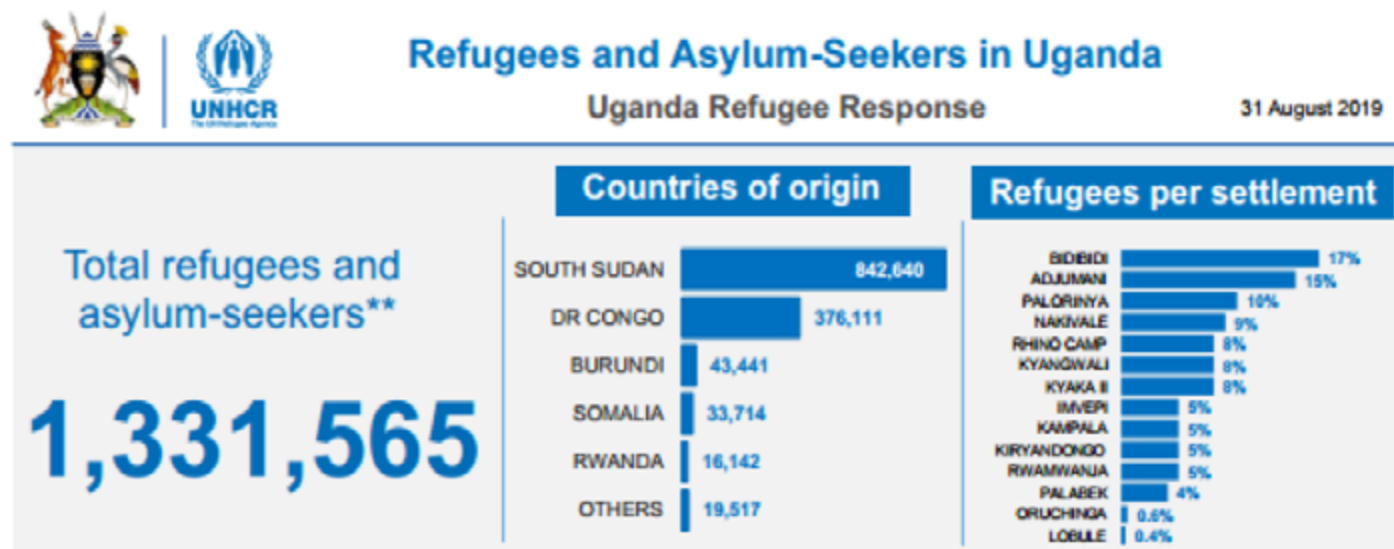 UNHCR
The UN Refugee Agency
Refugees and Asylum-Seekers in Uganda
Uganda Refugee Response
31 August 2019
Total refugees and
asylum-seekers**
1,331,565
Countries of origin
SOUTH SUDAN 842,640
DR CONGO 376,111
BURUNDI 43,441
SOMALIA 33,714
RWANDA 16,142
OTHERS 19,517
Refugees per settlement
BIDIBIDI 17%
ADJUMANI 15%
PALORINYA 10%
NAKIVALE 9%
RHINO CAMP 8%
KYANGWALI 8%
KYAKA II 8%
IMVEPI 5%
KAMPALA 5%
KIRYANDONGO 5%
RWAMWANJA 5%
PALABEK 4%
ORUCHINGA 0.6%
LOBULE 0.4%